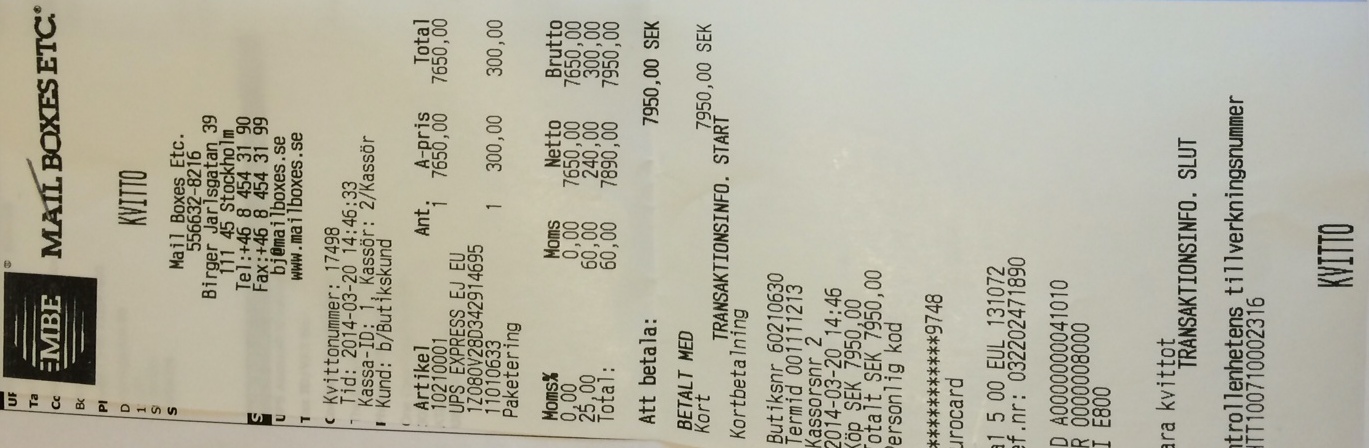 MBE MAIL BOXES ETC.®
KVITTO
Mail Boxes Etc.
556632-8216
Birger Jarlsgatan 39
111 45 Stockholm
Tel:+46 8 454 31 90
Fax:+46 8 454 31 99
bj@mailboxes.se
www.mailboxes.se
Kvittonummer: 17498
Tid: 2014-03-20 14:46:33
Kassa-ID: 1, Kassör: 2/Kassör
Kund: b/Butikskund
Artikel Ant. A-pris Total
10210001 1 7650,00 7650,00
UPS EXPRESS EJ EU
1Z080V28D342914695
11010633 1 300,00 300,00
Paketering
Moms% Moms Netto Brutto
0,00 0,00 7650,00 7650,00
25,00 60,00 240,00 300,00
Total: 60,00 7890,00 7950,00
Att betala: 7950,00 SEK
BETALT MED
Kort 7950,00 SEK
TRANSAKTIONSINFO. START
Kortbetalning
Butiksnr 60210630
Termid 001111213
Kassorsnr 2
2014-03-20 14:46
Köp SEK 7950,00
Totalt SEK 7950,00
Personlig kod
***********9748
urocard
a1 5 00 EUL 131072
ef.nr: 032202471890
D A0000000041010
R 0000008000
I E800
ara kvittot
TRANSAKTIONSINFO. SLUT
ntrollenhetens tillverkningsnummer
HTT100710002316
KVITTO